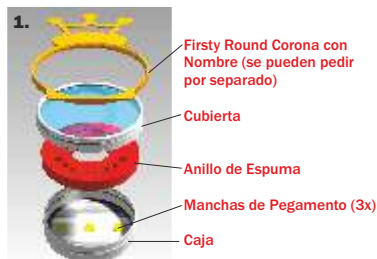 1.
Firsty Round Corona con
Nombre (se pueden pedir
por separado)
Cubierta
Anillo de Espuma
Manchas de Pegamento (3x)
Caja